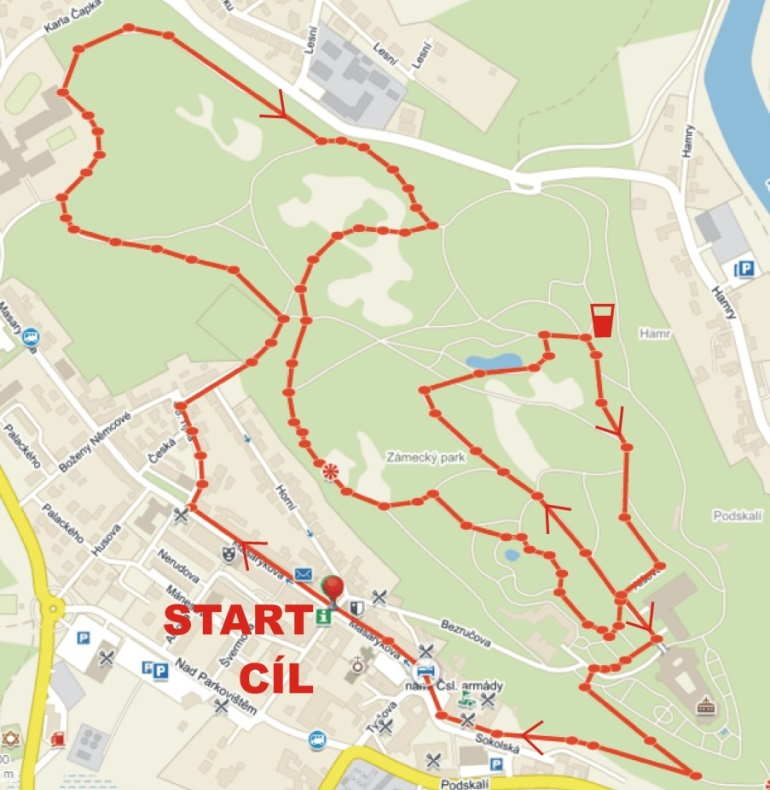 Karla Čapka
Lesní
Lesní
Lesní
Hamry
P
Hamry
Hamr
Zámecký park
Podskalí
Palackého
Boženy Němcové
Česká
Palackého
Husova
Horní
Nerudova
Masarykova
START
CÍL
i
Masarykova
Bezručova
P
P
P
Nad Parkovištěm
nám. Čsl. armády
Tyršova
Sokolská
P
Podskalí